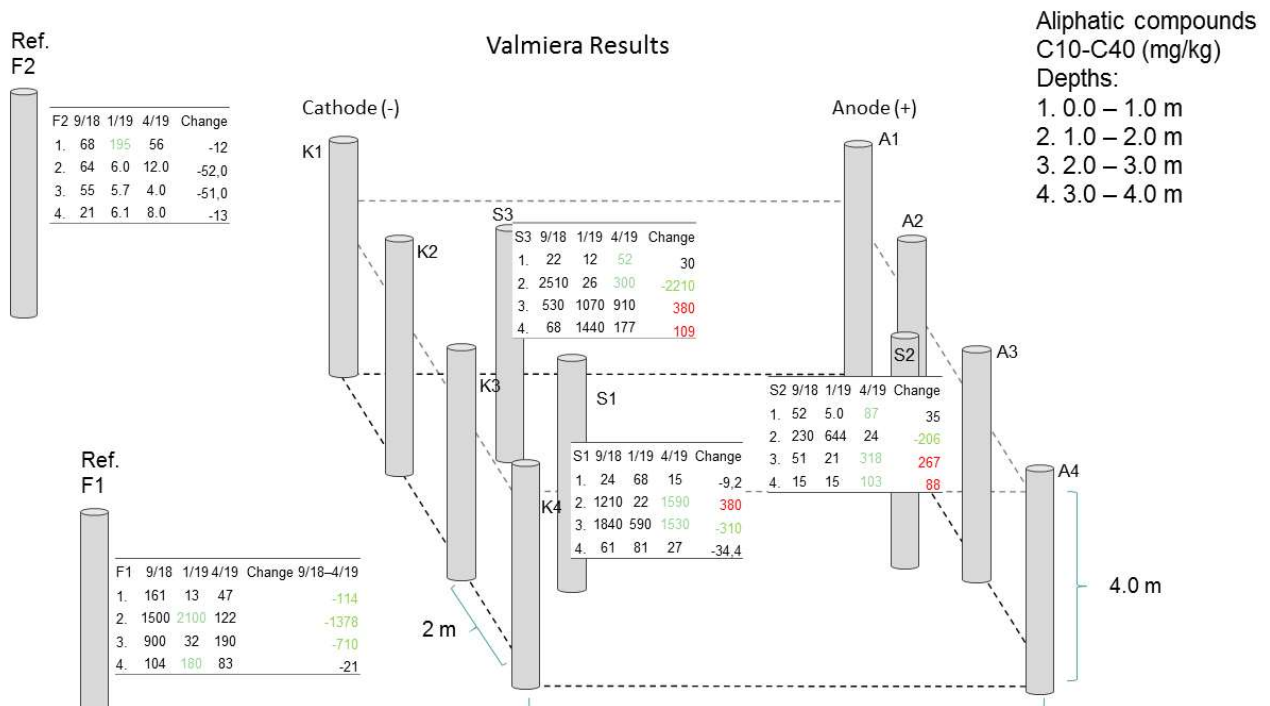 Valmiera Results
Aliphatic compounds
C10-C40 (mg/kg)
Depths:
1. 0.0 – 1.0 m
2. 1.0 – 2.0 m
3. 2.0 – 3.0 m
4. 3.0 – 4.0 m
Ref.
F2
F2 9/18 1/19 4/19 Change
1. 68 195 56 -12
2. 64 6.0 12.0 -52,0
3. 55 5.7 4.0 -51,0
4. 21 6.1 8.0 -13
Cathode (-)
Anode (+)
K1
A1
K2
A2
S3
S3 9/18 1/19 4/19 Change
1. 22 12 52 30
2. 2510 26 300 -2210
3. 530 1070 910 380
4. 68 1440 177 109
K3
S1
S2
A3
S2 9/18 1/19 4/19 Change
1. 52 5.0 87 35
2. 230 644 24 -206
3. 51 21 318 267
4. 15 15 103 88
S1 9/18 1/19 4/19 Change
1. 24 68 15 -9,2
2. 1210 22 1590 380
3. 1840 590 1530 -310
4. 61 81 27 -34,4
K4
A4
Ref.
F1
F1 9/18 1/19 4/19 Change 9/18–4/19
1. 161 13 47 -114
2. 1500 2100 122 -1378
3. 900 32 190 -710
4. 104 180 83 -21
2 m
4.0 m